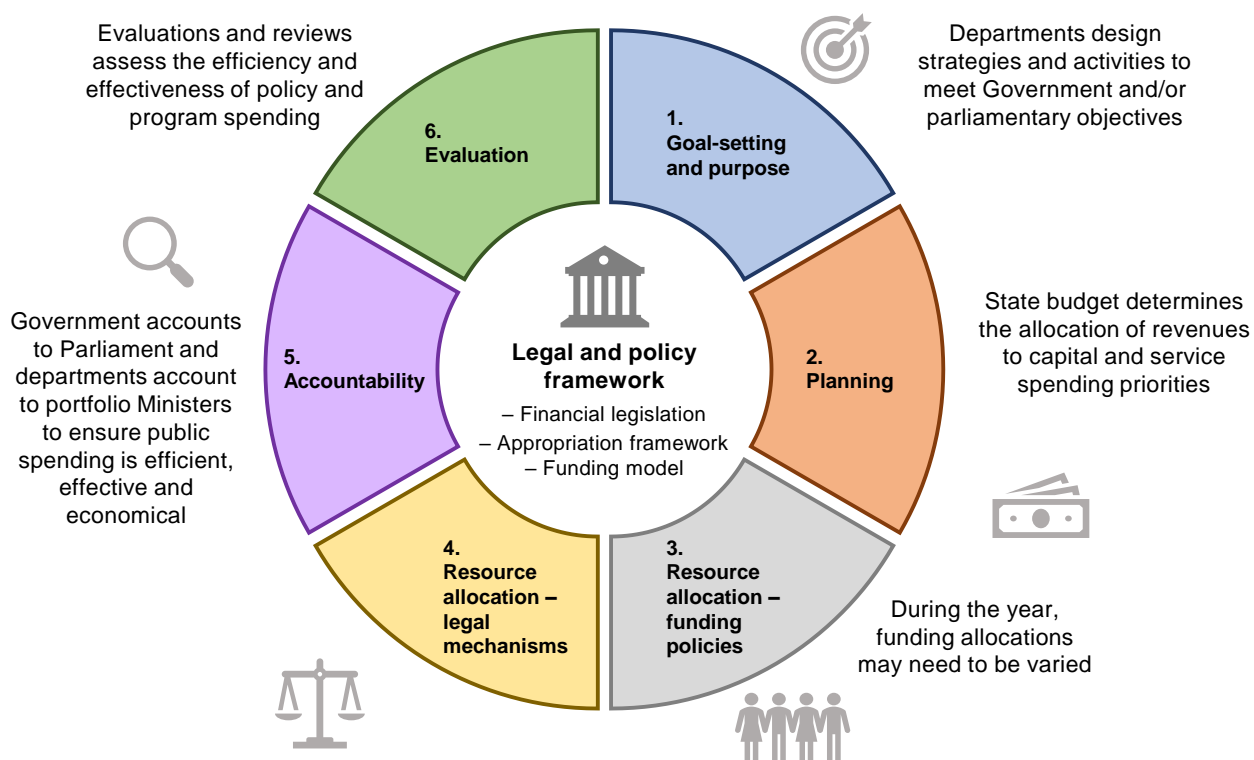 Evaluations and reviews
assess the efficiency and
effectiveness of policy and
program spending
Departments design
strategies and activities to
meet Government and/or
parliamentary objectives
6.
Evaluation
1.
Goal-setting
and purpose
Government accounts
to Parliament and
departments account
to portfolio Ministers
to ensure public
spending is efficient,
effective and
economical
5.
Accountability
Legal and policy
framework
– Financial legislation
– Appropriation framework
– Funding model
2.
Planning
State budget determines
the allocation of revenues
to capital and service
spending priorities
4.
Resource
allocation –
legal
mechanisms
3.
Resource
allocation –
funding
policies
During the year,
funding allocations
may need to be varied